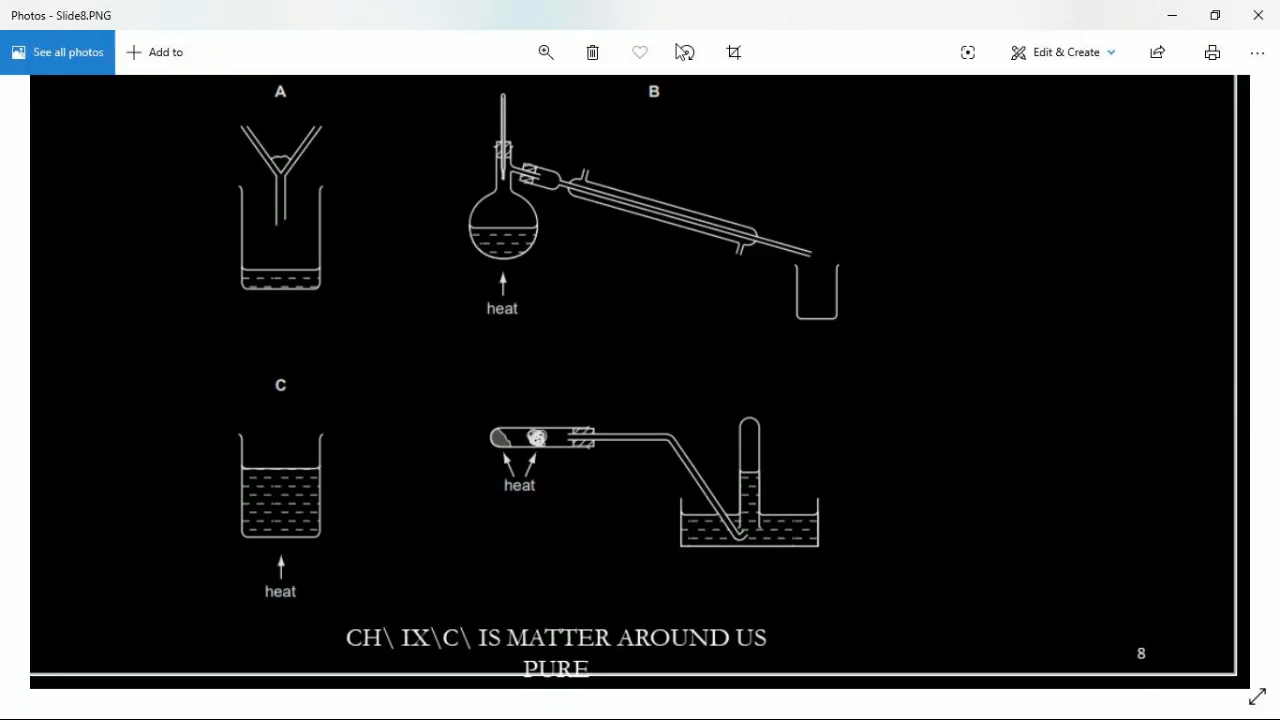 Photos - Slide8.PNG
See all photos
Add to
Edit & Create
A
B
heat
C
heat
heat
CH\ IX\C\ IS MATTER AROUND US
PURE
8